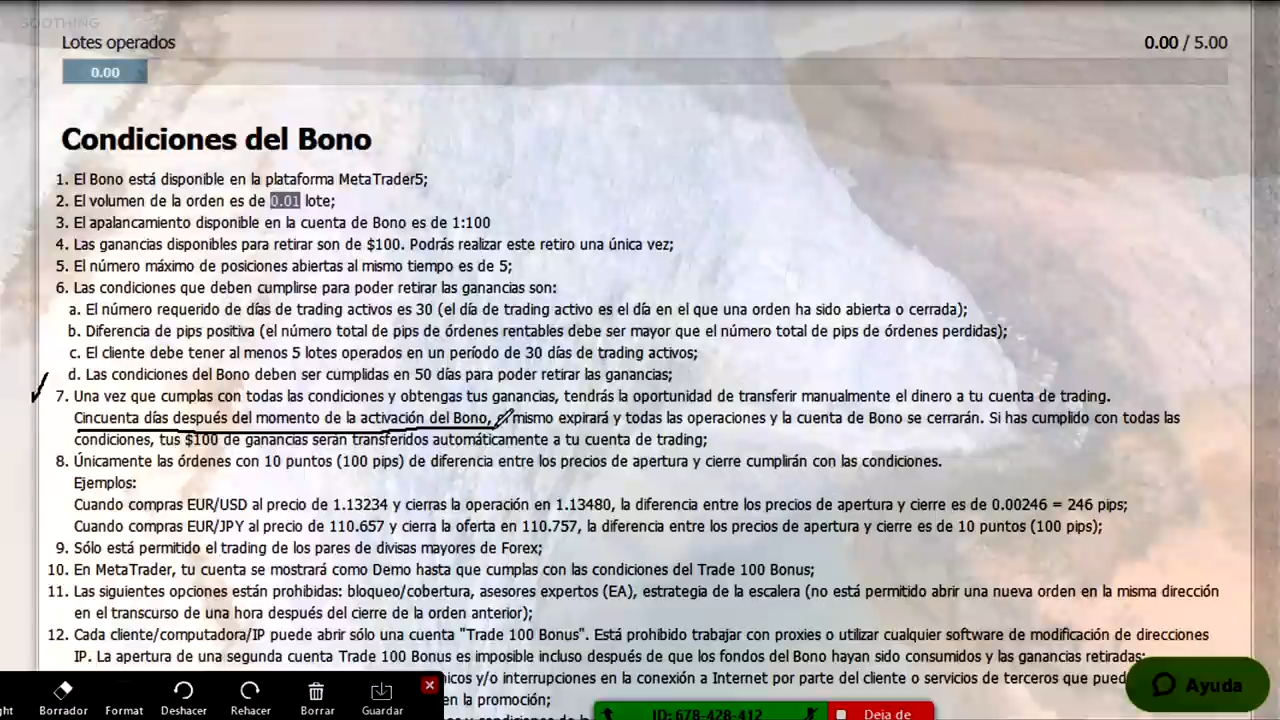 SOOTHING
Lotes operados
0.00 / 5.00
0.00
Condiciones del Bono
1. El Bono está disponible en la plataforma MetaTrader5;
2. El volumen de la orden es de 0.01 lote;
3. El apalancamiento disponible en la cuenta de Bono es de 1:100
4. Las ganancias disponibles para retirar son de $100. Podrás realizar este retiro una única vez;
5. El número máximo de posiciones abiertas al mismo tiempo es de 5;
6. Las condiciones que deben cumplirse para poder retirar las ganancias son:
a. El número requerido de días de trading activos es 30 (el día de trading activo es el día en el que una orden ha sido abierta o cerrada);
b. Diferencia de pips positiva (el número total de pips de órdenes rentables debe ser mayor que el número total de pips de órdenes perdidas);
c. El cliente debe tener al menos 5 lotes operados en un período de 30 días de trading activos;
d. Las condiciones del Bono deben ser cumplidas en 50 días para poder retirar las ganancias;
7. Una vez que cumplas con todas las condiciones y obtengas tus ganancias, tendrás la oportunidad de transferir manualmente el dinero a tu cuenta de trading.
Cincuenta días después del momento de la activación del Bono, mismo expirará y todas las operaciones y la cuenta de Bono se cerrarán. Si has cumplido con todas las
condiciones, tus $100 de ganancias serán transferidos automáticamente a tu cuenta de trading;
8. Únicamente las órdenes con 10 puntos (100 pips) de diferencia entre los precios de apertura y cierre cumplirán con las condiciones.
Ejemplos:
Cuando compras EUR/USD al precio de 1.13234 y cierras la operación en 1.13480, la diferencia entre los precios de apertura y cierre es de 0.00246 = 246 pips;
Cuando compras EUR/JPY al precio de 110.657 y cierra la oferta en 110.757, la diferencia entre los precios de apertura y cierre es de 10 puntos (100 pips);
9. Sólo está permitido el trading de los pares de divisas mayores de Forex;
10. En MetaTrader, tu cuenta se mostrará como Demo hasta que cumplas con las condiciones del Trade 100 Bonus;
11. Las siguientes opciones están prohibidas: bloqueo/cobertura, asesores expertos (EA), estrategia de la escalera (no está permitido abrir una nueva orden en la misma dirección
en el transcurso de una hora después del cierre de la orden anterior);
12. Cada cliente/computadora/IP puede abrir sólo una cuenta "Trade 100 Bonus". Está prohibido trabajar con proxies o utilizar cualquier software de modificación de direcciones
IP. La apertura de una segunda cuenta Trade 100 Bonus es imposible incluso después de que los fondos del Bono hayan sido consumidos y las ganancias retiradas;
nicos y/o interrupciones en la conexión a Internet por parte del cliente o servicios de terceros que pued
en la promoción;
Ayuda
ght Borrador Format Deshacer Rehacer Borrar Guardar
ID: 678-428-412 Deja de